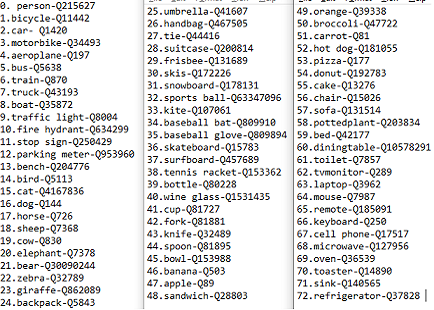 0. person-Q215627
1.bicycle-Q11442
2.car- Q1420
3.motorbike-Q34493
4.aeroplane-Q197
5.bus-Q5638
6.train-Q870
7.truck-Q43193
8.boat-Q35872
9.traffic light-Q8004
10.fire hydrant-Q634299
11.stop sign-Q250429
12.parking meter-Q953960
13.bench-Q204776
14.bird-Q5113
15.cat-Q4167836
16.dog-Q144
17.horse-Q726
18.sheep-Q7368
19.cow-Q830
20.elephant-Q7378
21.bear-Q30090244
22.zebra-Q32789
23.giraffe-Q862089
24.backpack-Q5843
25.umbrella-Q41607
26.handbag-Q467505
27.tie-Q44416
28.suitcase-Q200814
29.frisbee-Q131689
30.skis-Q172226
31.snowboard-Q178131
32.sports ball-Q63347096
33.kite-Q107061
34.baseball bat-Q809910
35.baseball glove-Q809894
36.skateboard-Q15783
37.surfboard-Q457689
38.tennis racket-Q153362
39.bottle-Q80228
40.wine glass-Q1531435
41.cup-Q81727
42.fork-Q81881
43.knife-Q32489
44.spoon-Q81895
45.bowl-Q153988
46.banana-Q503
47.apple-Q89
48.sandwich-Q28803
49.orange-Q39338
50.broccoli-Q47722
51.carrot-Q81
52.hot dog-Q181055
53.pizza-Q177
54.donut-Q192783
55.cake-Q13276
56.chair-Q15026
57.sofa-Q131514
58.pottedplant-Q203834
59.bed-Q42177
60.diningtable-Q10578291
61.toilet-Q7857
62.tvmonitor-Q289
63.laptop-Q3962
64.mouse-Q7987
65.remote-Q185091
66.keyboard-Q250
67.cell phone-Q17517
68.microwave-Q127956
69.oven-Q36539
70.toaster-Q14890
71.sink-Q140565
72.refrigerator-Q37828